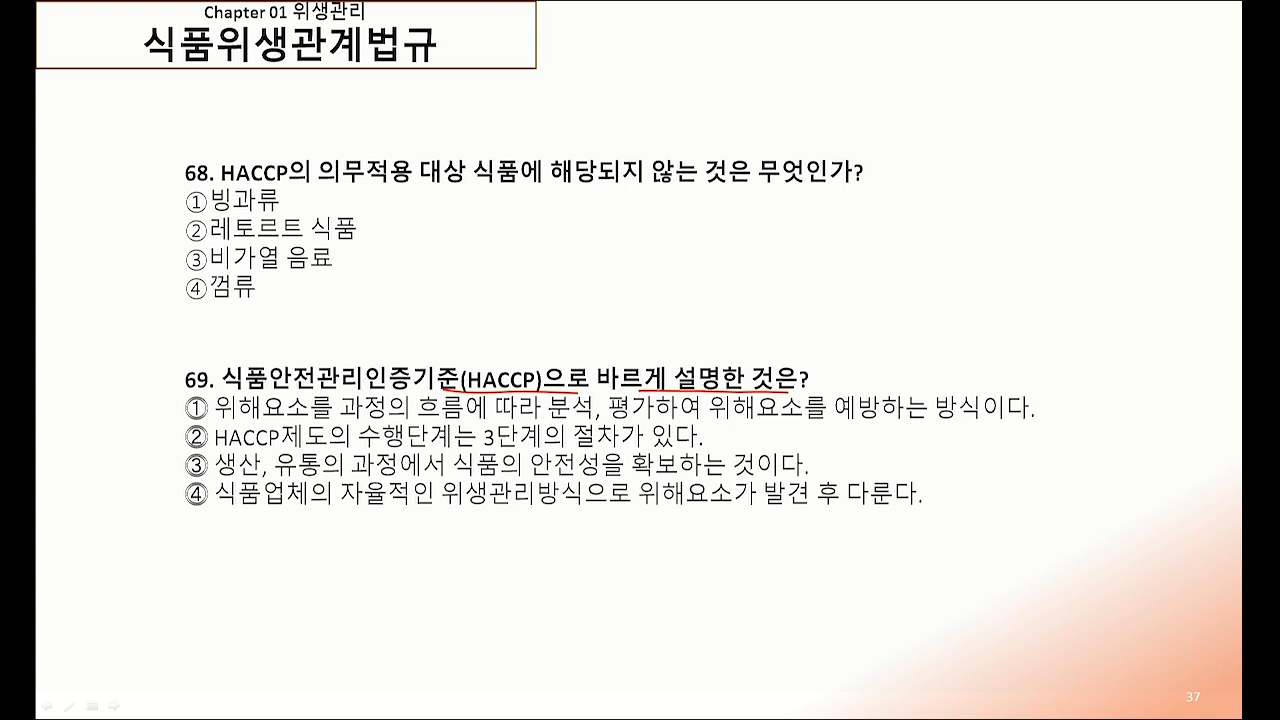 Chapter 01 위생관리
식품위생관계법규
68. HACCP의 의무적용 대상 식품에 해당되지 않는 것은 무엇인가?
①빙과류
②레토르트 식품
③비가열 음료
④껌류
69. 식품안전관리인증기준(HACCP)으로 바르게 설명한 것은?
① 위해요소를 과정의 흐름에 따라 분석, 평가하여 위해요소를 예방하는 방식이다.
② HACCP제도의 수행단계는 3단계의 절차가 있다.
③ 생산, 유통의 과정에서 식품의 안전성을 확보하는 것이다.
④ 식품업체의 자율적인 위생관리방식으로 위해요소가 발견 후 다룬다.
37